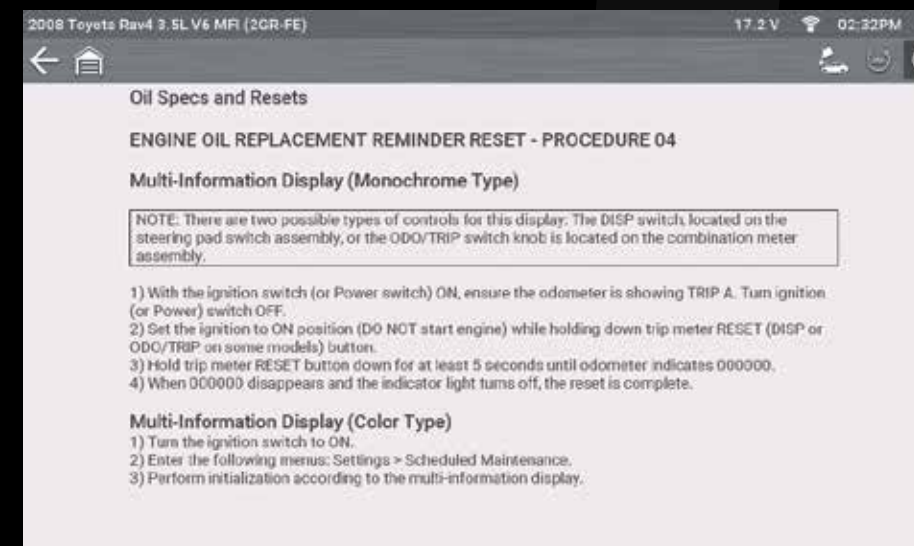 2008 Toyota Rav4 3.5L V6 MFI (2GR-FE)
17.2 V 02:32PM
Oil Specs and Resets
ENGINE OIL REPLACEMENT REMINDER RESET - PROCEDURE 04
Multi-Information Display (Monochrome Type)
NOTE: There are two possible types of controls for this display: The DISP switch located on the
steering pad switch assembly, or the ODO/TRIP switch knob is located on the combination meter
assembly.
1) With the ignition switch (or Power switch) ON, ensure the odometer is showing TRIP A. Turn ignition
(or Power) switch OFF.
2) Set the ignition to ON position (DO NOT start engine) while holding down trip meter RESET (DISP or
ODO/TRIP on some models) button.
3) Hold trip meter RESET button down for at least 5 seconds until odometer indicates 000000.
4) When 000000 disappears and the indicator light turns off, the reset is complete.
Multi-Information Display (Color Type)
1) Turn the ignition switch to ON.
2) Enter the following menus: Settings > Scheduled Maintenance.
3) Perform initialization according to the multi-information display.